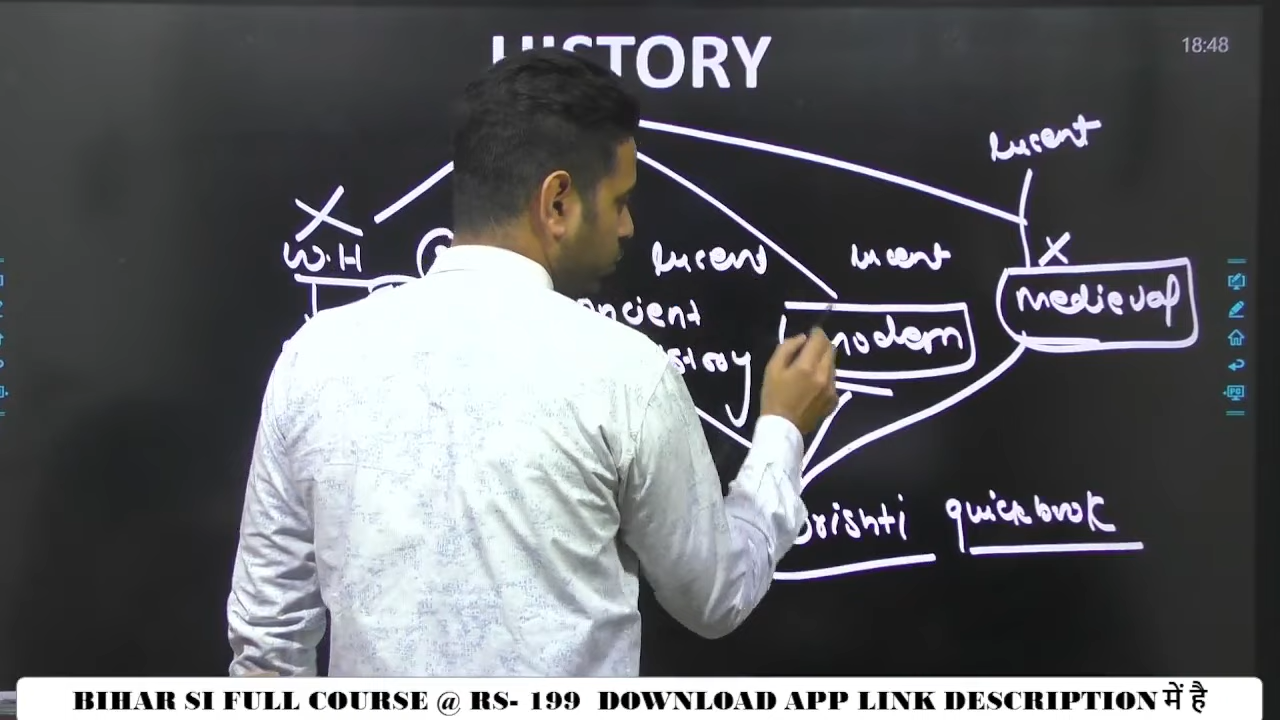 HISTORY
18:48
Lucent
W.H
Lucent
Lucent
X
medieval
ancient
modern
history
Drishti quickbook
BIHAR SI FULL COURSE @ RS- 199 DOWNLOAD APP LINK DESCRIPTION में है